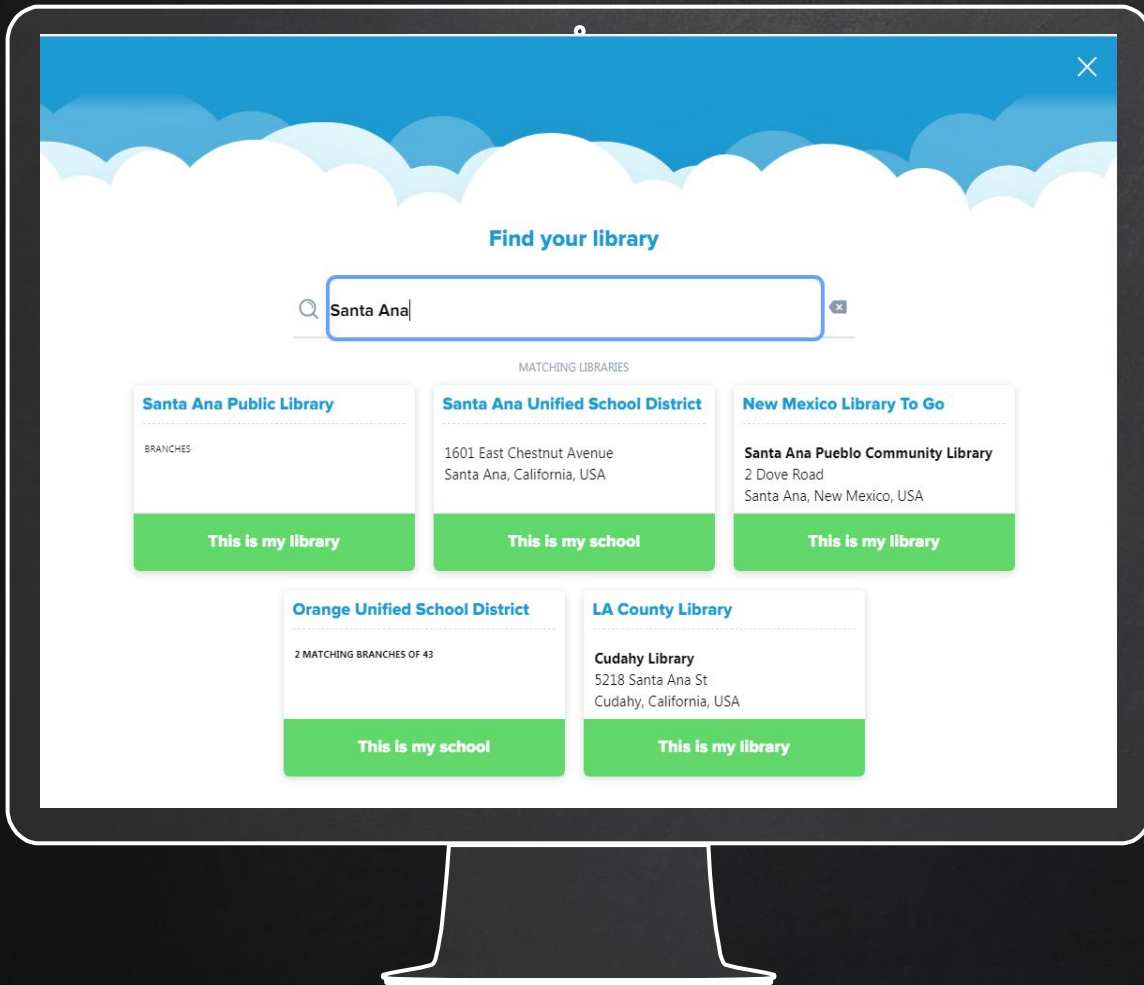 Find your library
Santa Ana
MATCHING LIBRARIES
Santa Ana Public Library
BRANCHES
This is my library
Santa Ana Unified School District
1601 East Chestnut Avenue
Santa Ana, California, USA
This is my school
New Mexico Library To Go
Santa Ana Pueblo Community Library
2 Dove Road
Santa Ana, New Mexico, USA
This is my library
Orange Unified School District
2 MATCHING BRANCHES OF 43
This is my school
LA County Library
Cudahy Library
5218 Santa Ana St
Cudahy, California, USA
This is my library